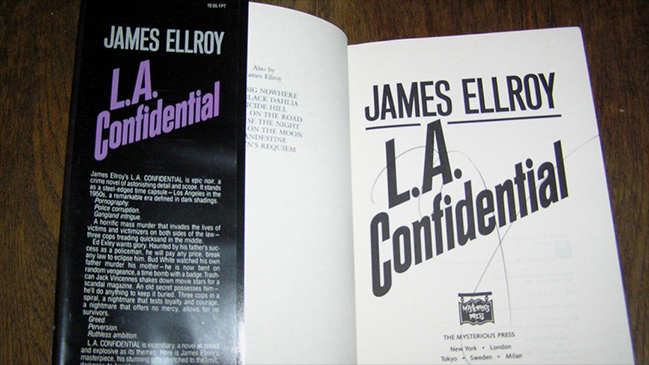 19.95 FPT
JAMES ELLROY
L.A.
Confidential
James Ellroy's L.A. CONFIDENTIAL is epic noir, a
crime novel of astonishing detail and scope. It stands
as a steel-edged time capsule—Los Angeles in the
1950s, a remarkable era defined in dark shadings.
Pornography.
Police corruption.
Gangland intrigue.
A horrific mass murder that invades the lives of
victims and victimizers on both sides of the law—
three cops treading quicksand in the middle.
Ed Exley wants glory. Haunted by his father's suc-
cess as a policeman, he will pay any price, break
any law to eclipse him. Bud White watched his own
father murder his mother—he is now bent on
random vengeance, a time bomb with a badge. Trash-
can Jack Vincennes shakes down movie stars for a
scandal magazine. An old secret possesses him—
he'll do anything to keep it buried. Three cops in a
spiral, a nightmare that tests loyalty and courage,
a nightmare that offers no mercy, allows for no
survivors.
Greed.
Perversion.
Ruthless ambition.
L.A. CONFIDENTIAL is incendiary, a novel as broad
and explosive as its themes. Here is James Ellroy's
masterpiece, his stunning gifts stretched to the limit,
Also by
James Ellroy
IG NOWHERE
LACK DAHLIA
ICIDE HILL
ON THE ROAD
SE THE NIGHT
ON THE MOON
ANDESTINE
N'S REQUIEM
JAMES ELLROY
L.A.
Confidential
MYSTERIOUS
PRESS
THE MYSTERIOUS PRESS
New York • London
Tokyo • Sweden • Milan